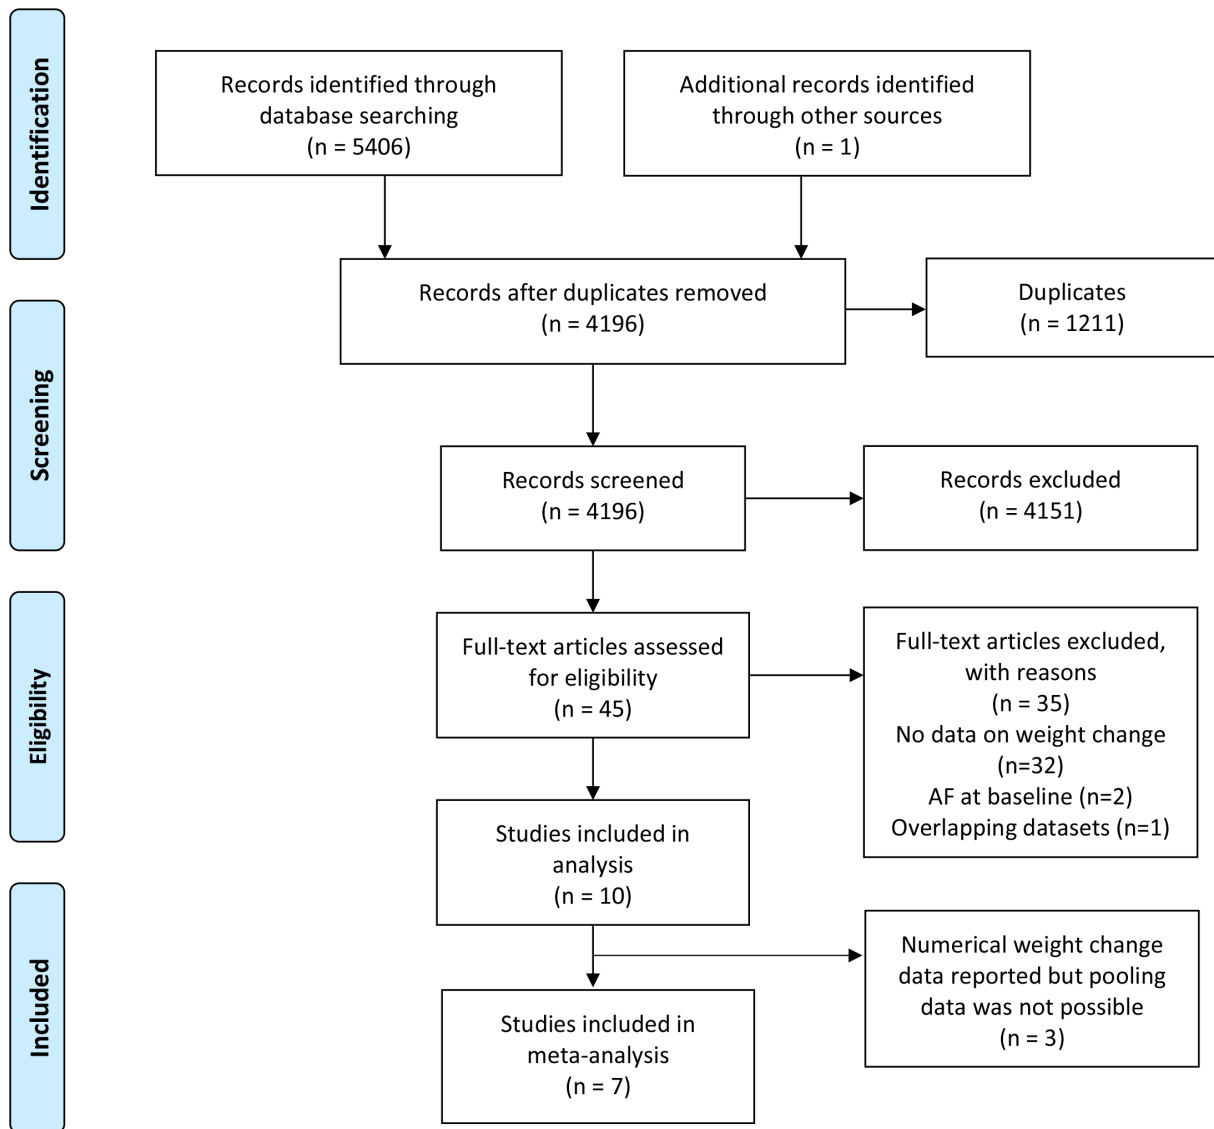 Identification
Records identified through
database searching
(n = 5406)
Additional records identified
through other sources
(n = 1)
Records after duplicates removed
(n = 4196)
Duplicates
(n = 1211)
Screening
Records screened
(n = 4196)
Records excluded
(n = 4151)
Eligibility
Full-text articles assessed
for eligibility
(n = 45)
Full-text articles excluded,
with reasons
(n = 35)
No data on weight change
(n=32)
AF at baseline (n=2)
Overlapping datasets (n=1)
Studies included in
analysis
(n = 10)
Included
Numerical weight change
data reported but pooling
data was not possible
(n = 3)
Studies included in
meta-analysis
(n = 7)